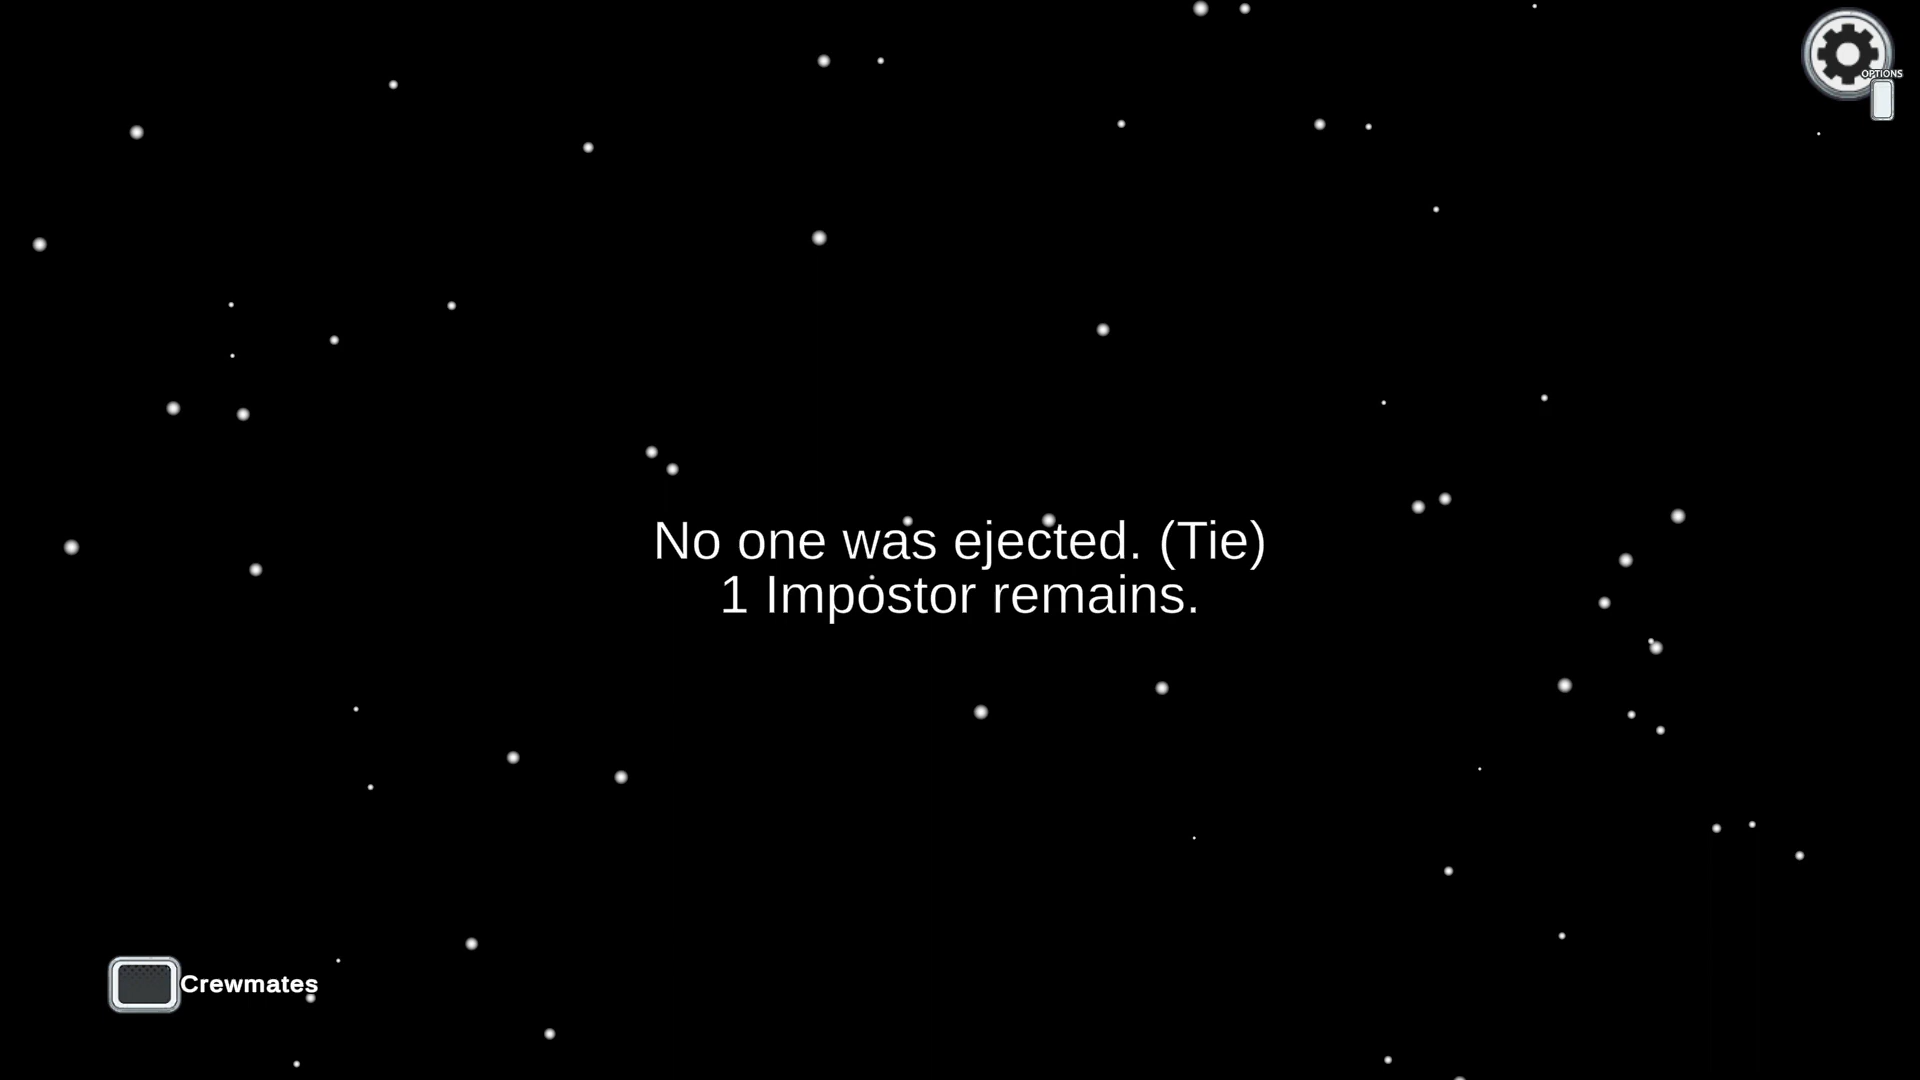 OPTIONS
No one was ejected. (Tie)
1 Impostor remains.
Crewmates